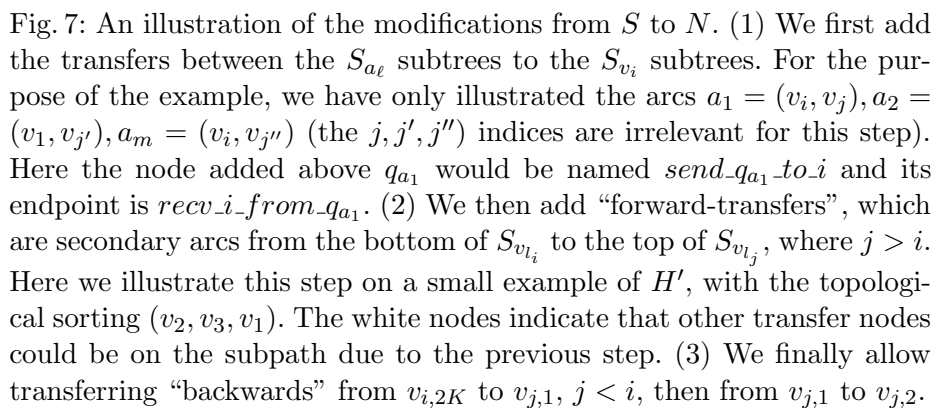 Fig. 7: An illustration of the modifications from S to N. (1) We first add
the transfers between the S_{a_ℓ} subtrees to the S_{v_i} subtrees. For the pur-
pose of the example, we have only illustrated the arcs a_1 = (v_i, v_j), a_2 =
(v_1, v_{j′}), a_m = (v_i, v_{j″}) (the j, j′, j″) indices are irrelevant for this step).
Here the node added above q_{a_1} would be named send_q_{a_1}_to_i and its
endpoint is recv_i_from_q_{a_1}. (2) We then add “forward-transfers”, which
are secondary arcs from the bottom of S_{v_{l_i}} to the top of S_{v_{l_j}}, where j > i.
Here we illustrate this step on a small example of H′, with the topologi-
cal sorting (v_2, v_3, v_1). The white nodes indicate that other transfer nodes
could be on the subpath due to the previous step. (3) We finally allow
transferring “backwards” from v_{i,2K} to v_{j,1}, j < i, then from v_{j,1} to v_{j,2}.